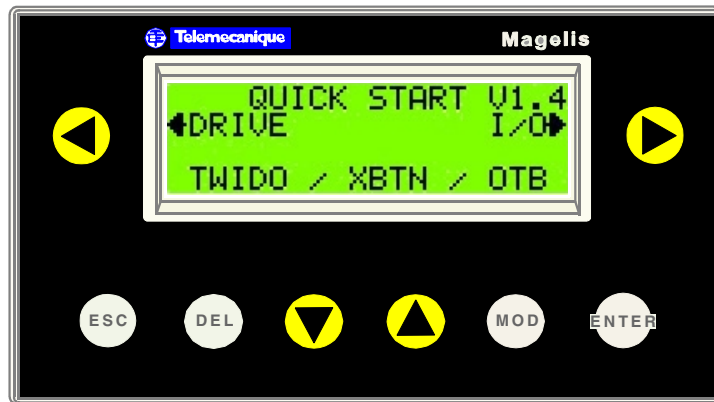 Telemecanique Magelis
QUICK START V1.4
DRIVE I/O
TWIDO / XBTN / OTB
ESC DEL MOD ENTER